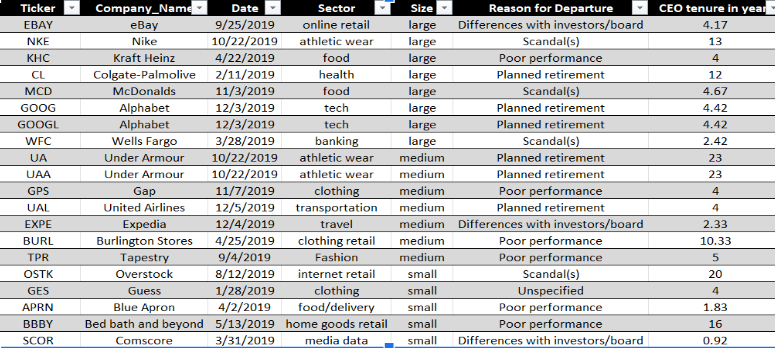 Ticker Company_Name Date Sector Size Reason for Departure CEO tenure in year
EBAY eBay 9/25/2019 online retail large Differences with investors/board 4.17
NKE Nike 10/22/2019 athletic wear large Scandal(s) 13
KHC Kraft Heinz 4/22/2019 food large Poor performance 4
CL Colgate-Palmolive 2/11/2019 health large Planned retirement 12
MCD McDonalds 11/3/2019 food large Scandal(s) 4.67
GOOG Alphabet 12/3/2019 tech large Planned retirement 4.42
GOOGL Alphabet 12/3/2019 tech large Planned retirement 4.42
WFC Wells Fargo 3/28/2019 banking large Scandal(s) 2.42
UA Under Armour 10/22/2019 athletic wear medium Planned retirement 23
UAA Under Armour 10/22/2019 athletic wear medium Planned retirement 23
GPS Gap 11/7/2019 clothing medium Poor performance 4
UAL United Airlines 12/5/2019 transportation medium Planned retirement 4
EXPE Expedia 12/4/2019 travel medium Differences with investors/board 2.33
BURL Burlington Stores 4/25/2019 clothing retail medium Poor performance 10.33
TPR Tapestry 9/4/2019 Fashion medium Poor performance 5
OSTK Overstock 8/12/2019 internet retail small Scandal(s) 20
GES Guess 1/28/2019 clothing small Unspecified 4
APRN Blue Apron 4/2/2019 food/delivery small Poor performance 1.83
BBBY Bed bath and beyond 5/13/2019 home goods retail small Poor performance 16
SCOR Comscore 3/31/2019 media data small Differences with investors/board 0.92